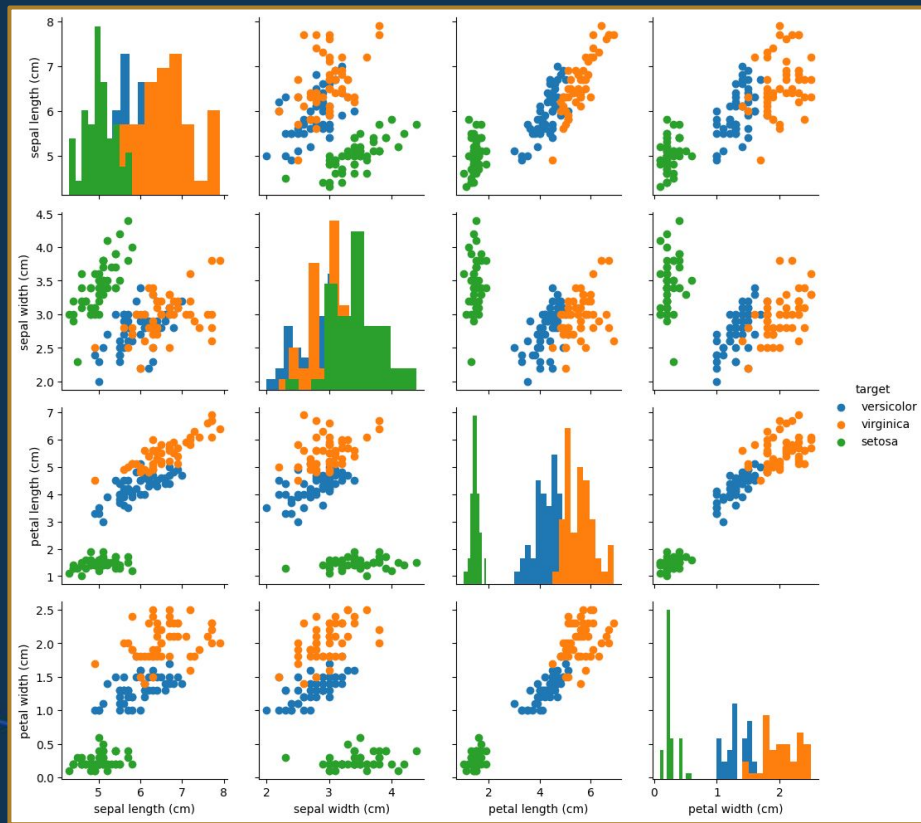 sepal length (cm)
8
7
6
5
sepal width (cm)
4.5
4.0
3.5
3.0
2.5
2.0
target
versicolor
virginica
setosa
petal length (cm)
7
6
5
4
3
2
1
petal width (cm)
2.5
2.0
1.5
1.0
0.5
0.0
5 6 7 8
2 3 4
2 4 6
0 1 2
sepal length (cm)
sepal width (cm)
petal length (cm)
petal width (cm)